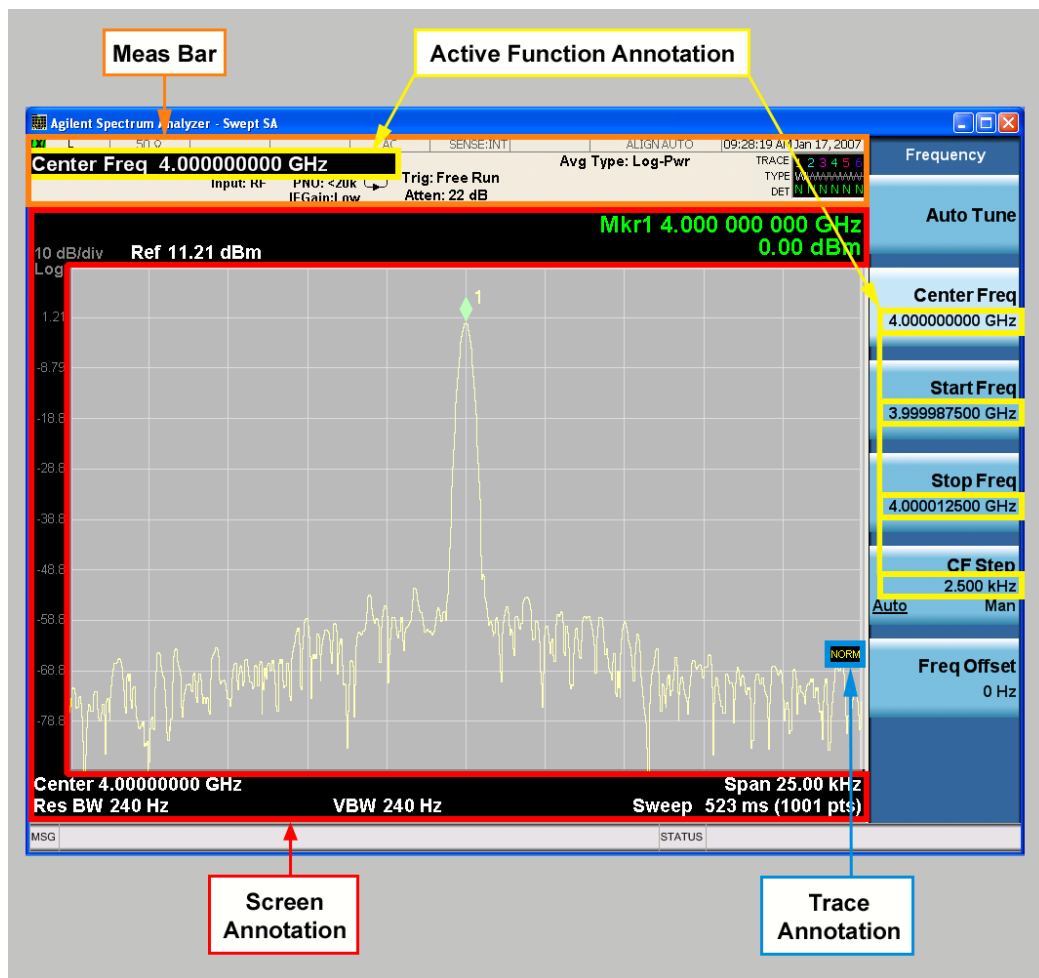 Meas Bar
Active Function Annotation
Agilent Spectrum Analyzer - Swept SA
L 50 Ω AC SENSE:INT ALIGN AUTO 09:28:19 AM Jan 17, 2007
Center Freq 4.000000000 GHz
Input: RF PNO: <20k Trig: Free Run Avg Type: Log-Pwr
IFGain:Low Atten: 22 dB
TRACE 1 2 3 4 5 6
TYPE
DET N N N N N N
Frequency
Auto Tune
Center Freq
4.000000000 GHz
Start Freq
3.999987500 GHz
Stop Freq
4.000012500 GHz
CF Step
2.500 kHz
Auto Man
Freq Offset
0 Hz
Mkr1 4.000 000 000 GHz
0.00 dBm
10 dB/div Ref 11.21 dBm
Log
1
1.21
-8.79
-18.8
-28.8
-38.8
-48.8
-58.8
-68.8
-78.8
NORM
Center 4.00000000 GHz Span 25.00 kHz
Res BW 240 Hz VBW 240 Hz Sweep 523 ms (1001 pts)
MSG STATUS
Screen
Annotation
Trace
Annotation